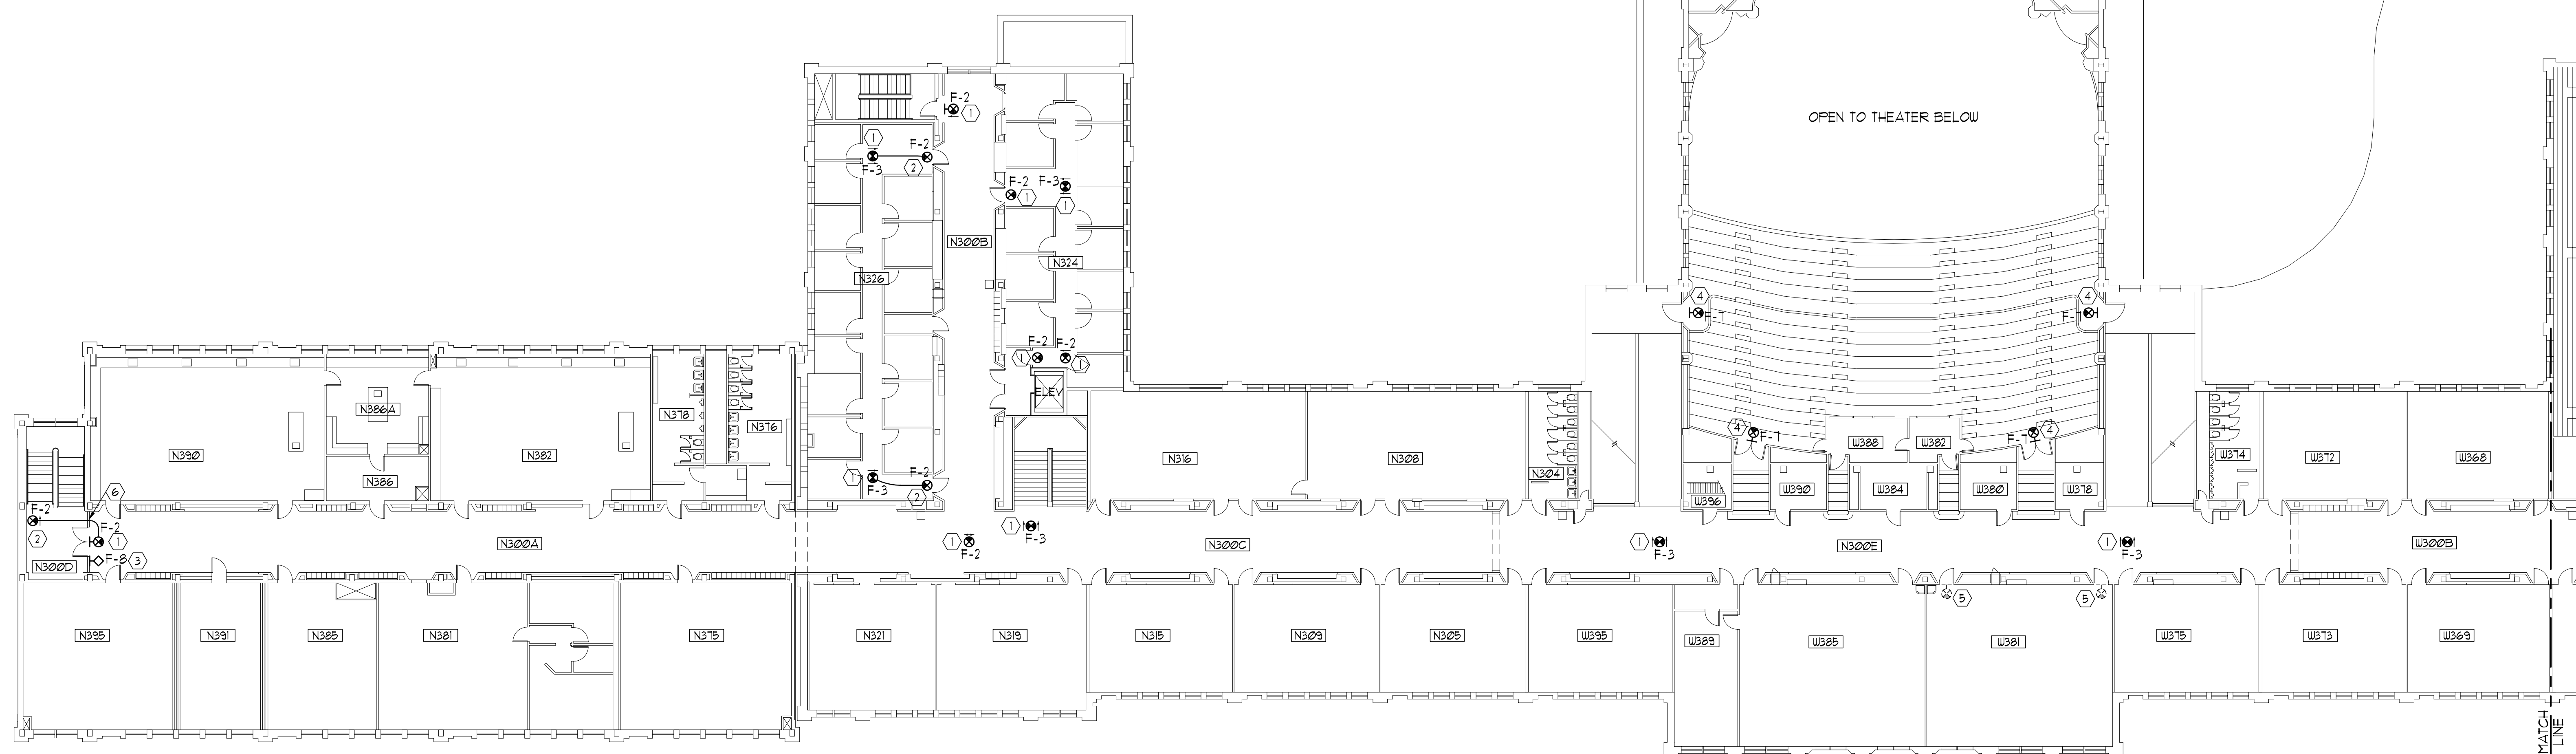 OPEN TO THEATER BELOW
F-2
1
1
F-2
F-3
2
F-2
F-3
1
1
N300B
N324
N326
4
F-7
4
F-7
F-2
F-2
1
1
ELEV
N386A
N378
N376
N390
N382
N386
N316
N308
N304
1
F-3
F-2
2
4
F-7
F-7
4
W388
W382
W374
W372
W368
W396
W390
W384
W380
W378
6
F-2
2
F-2
1
F-8
3
N300D
N300A
1
F-2
1
F-3
N300C
1
F-3
N300E
1
F-3
W300B
5
5
N395
N391
N385
N381
N375
N321
N319
N315
N309
N305
W395
W389
W385
W381
W375
W373
W369
MATCH
LINE